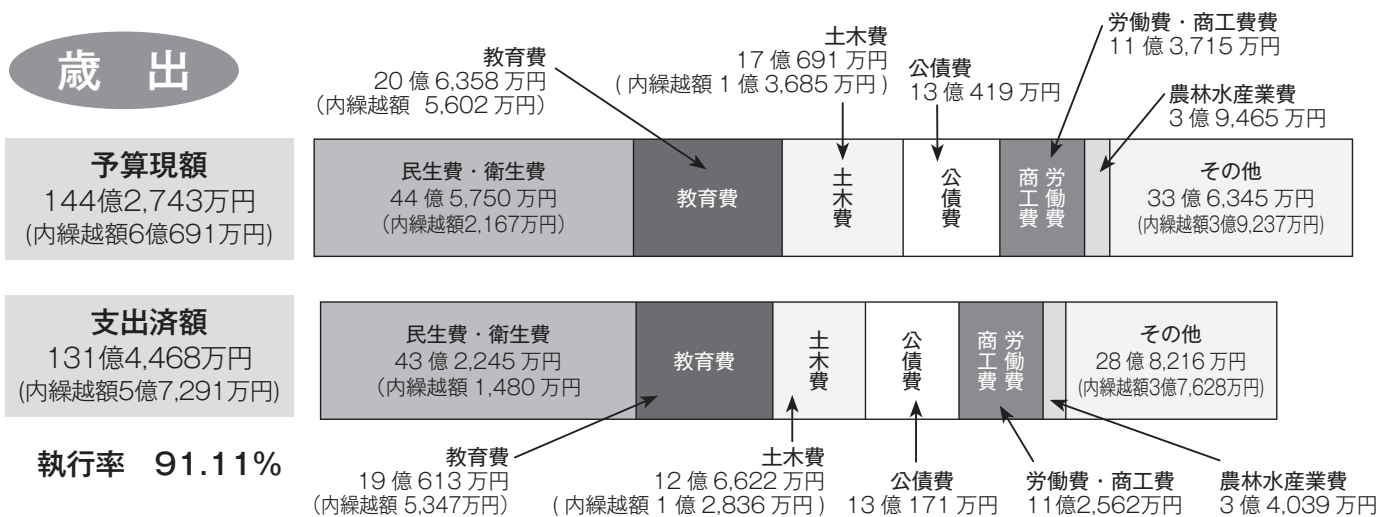 歳 出
教育費
20 億 6,358 万円
(内繰越額 5,602 万円)
土木費
17 億 691 万円
( 内繰越額 1 億 3,685 万円 )
公債費
13 億 419 万円
労働費・商工費費
11 億 3,715 万円
農林水産業費
3 億 9,465 万円
予算現額
144億2,743万円
(内繰越額6億691万円)
民生費・衛生費
44 億 5,750 万円
(内繰越額2,167万円)
教育費
土木費
公債費
労働費
商工費
その他
33 億 6,345 万円
(内繰越額3億9,237万円)
支出済額
131億4,468万円
(内繰越額5億7,291万円)
民生費・衛生費
43 億 2,245 万円
(内繰越額 1,480 万円
教育費
土木費
公債費
労働費
商工費
その他
28 億 8,216 万円
(内繰越額3億7,628万円)
執行率 91.11%
教育費
19 億 613 万円
(内繰越額 5,347万円)
土木費
12 億 6,622 万円
( 内繰越額 1 億 2,836 万円 )
公債費
13億 171 万円
労働費・商工費
11億2,562万円
農林水産業費
3 億 4,039 万円